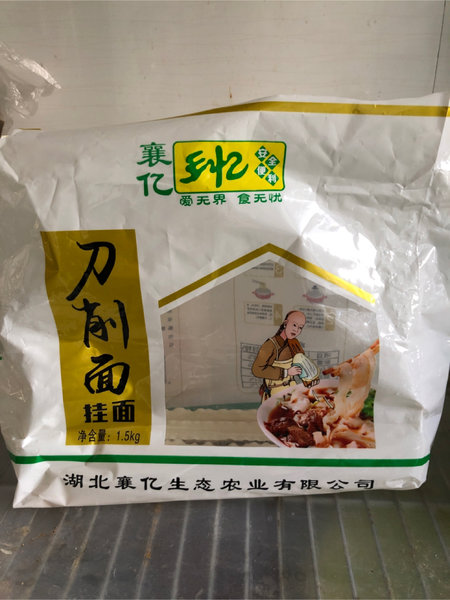 襄亿
安全
便利
爱无界 食无忧
刀削面
挂面
净含量：1.5kg
湖北襄亿生态农业有限公司